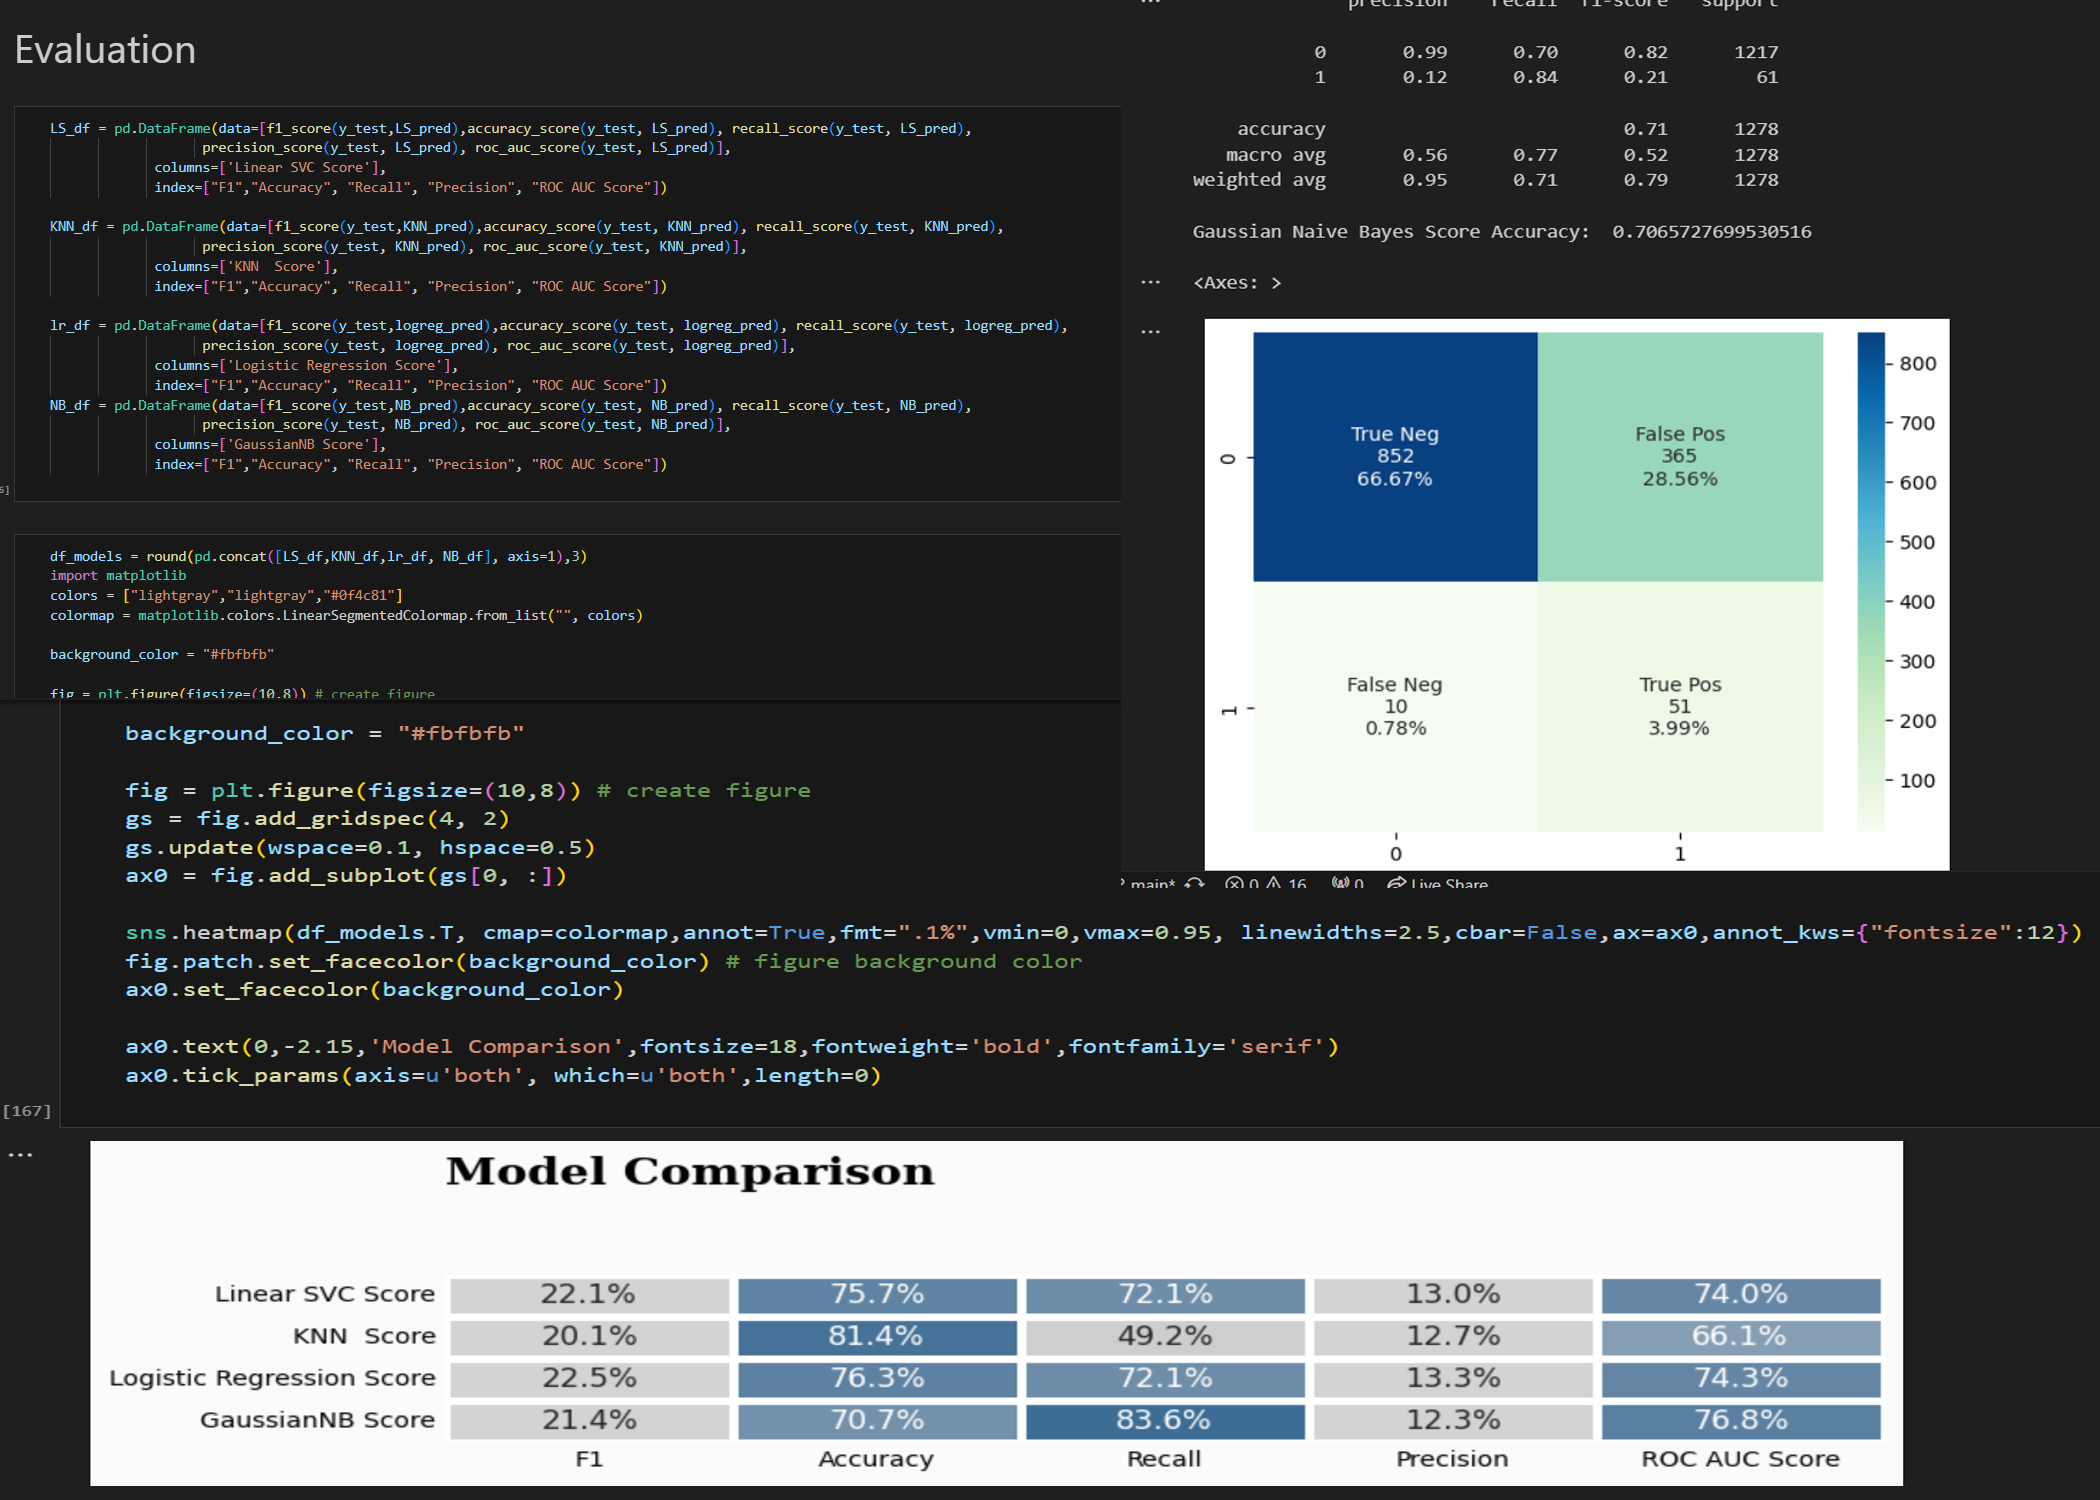 Evaluation
LS_df = pd.DataFrame(data=[f1_score(y_test,LS_pred),accuracy_score(y_test, LS_pred), recall_score(y_test, LS_pred),
precision_score(y_test, LS_pred), roc_auc_score(y_test, LS_pred)],
columns=['Linear SVC Score'],
index=["F1","Accuracy", "Recall", "Precision", "ROC AUC Score"])
KNN_df = pd.DataFrame(data=[f1_score(y_test,KNN_pred),accuracy_score(y_test, KNN_pred), recall_score(y_test, KNN_pred),
precision_score(y_test, KNN_pred), roc_auc_score(y_test, KNN_pred)],
columns=['KNN  Score'],
index=["F1","Accuracy", "Recall", "Precision", "ROC AUC Score"])
lr_df = pd.DataFrame(data=[f1_score(y_test,logreg_pred),accuracy_score(y_test, logreg_pred), recall_score(y_test, logreg_pred),
precision_score(y_test, logreg_pred), roc_auc_score(y_test, logreg_pred)],
columns=['Logistic Regression Score'],
index=["F1","Accuracy", "Recall", "Precision", "ROC AUC Score"])
NB_df = pd.DataFrame(data=[f1_score(y_test,NB_pred),accuracy_score(y_test, NB_pred), recall_score(y_test, NB_pred),
precision_score(y_test, NB_pred), roc_auc_score(y_test, NB_pred)],
columns=['GaussianNB Score'],
index=["F1","Accuracy", "Recall", "Precision", "ROC AUC Score"])
6]
df_models = round(pd.concat([LS_df,KNN_df,lr_df, NB_df], axis=1),3)
import matplotlib
colors = ["lightgray","lightgray","#0f4c81"]
colormap = matplotlib.colors.LinearSegmentedColormap.from_list("", colors)
background_color = "#fbfbfb"
fig = plt.figure(figsize=(10,8)) # create figure
... precision recall f1-score support
0 0.99 0.70 0.82 1217
1 0.12 0.84 0.21 61
accuracy 0.71 1278
macro avg 0.56 0.77 0.52 1278
weighted avg 0.95 0.71 0.79 1278
Gaussian Naive Bayes Score Accuracy:  0.7065727699530516
... <Axes: >
...
True Neg
852
66.67%
False Pos
365
28.56%
False Neg
10
0.78%
True Pos
51
3.99%
0
1
0 1
800
700
600
500
400
300
200
100
main* 0 16 0 Live Share
background_color = "#fbfbfb"
fig = plt.figure(figsize=(10,8)) # create figure
gs = fig.add_gridspec(4, 2)
gs.update(wspace=0.1, hspace=0.5)
ax0 = fig.add_subplot(gs[0, :])
sns.heatmap(df_models.T, cmap=colormap,annot=True,fmt=".1%",vmin=0,vmax=0.95, linewidths=2.5,cbar=False,ax=ax0,annot_kws={"fontsize":12})
fig.patch.set_facecolor(background_color) # figure background color
ax0.set_facecolor(background_color)
ax0.text(0,-2.15,'Model Comparison',fontsize=18,fontweight='bold',fontfamily='serif')
ax0.tick_params(axis=u'both', which=u'both',length=0)
[167]
...
Model Comparison
Linear SVC Score 22.1% 75.7% 72.1% 13.0% 74.0%
KNN  Score 20.1% 81.4% 49.2% 12.7% 66.1%
Logistic Regression Score 22.5% 76.3% 72.1% 13.3% 74.3%
GaussianNB Score 21.4% 70.7% 83.6% 12.3% 76.8%
F1 Accuracy Recall Precision ROC AUC Score